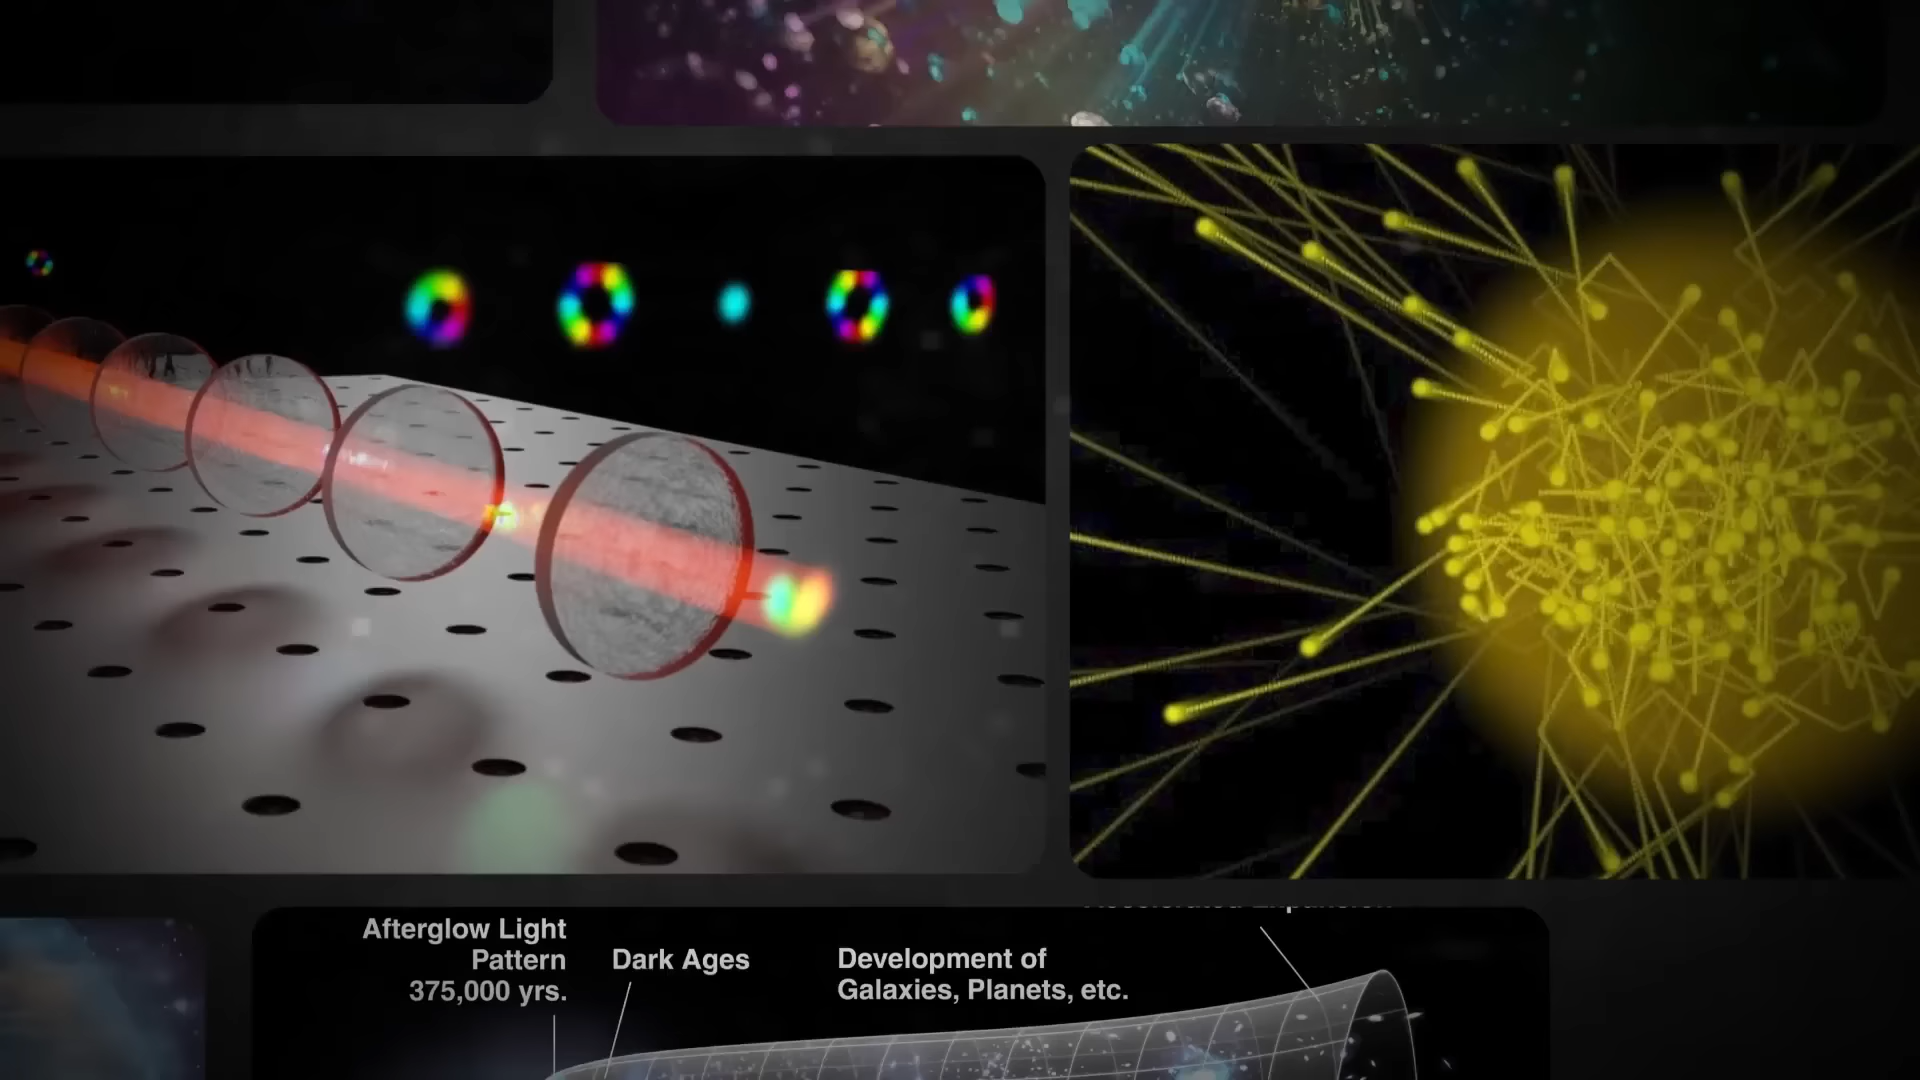 Afterglow Light
Pattern
375,000 yrs.
Dark Ages
Development of
Galaxies, Planets, etc.